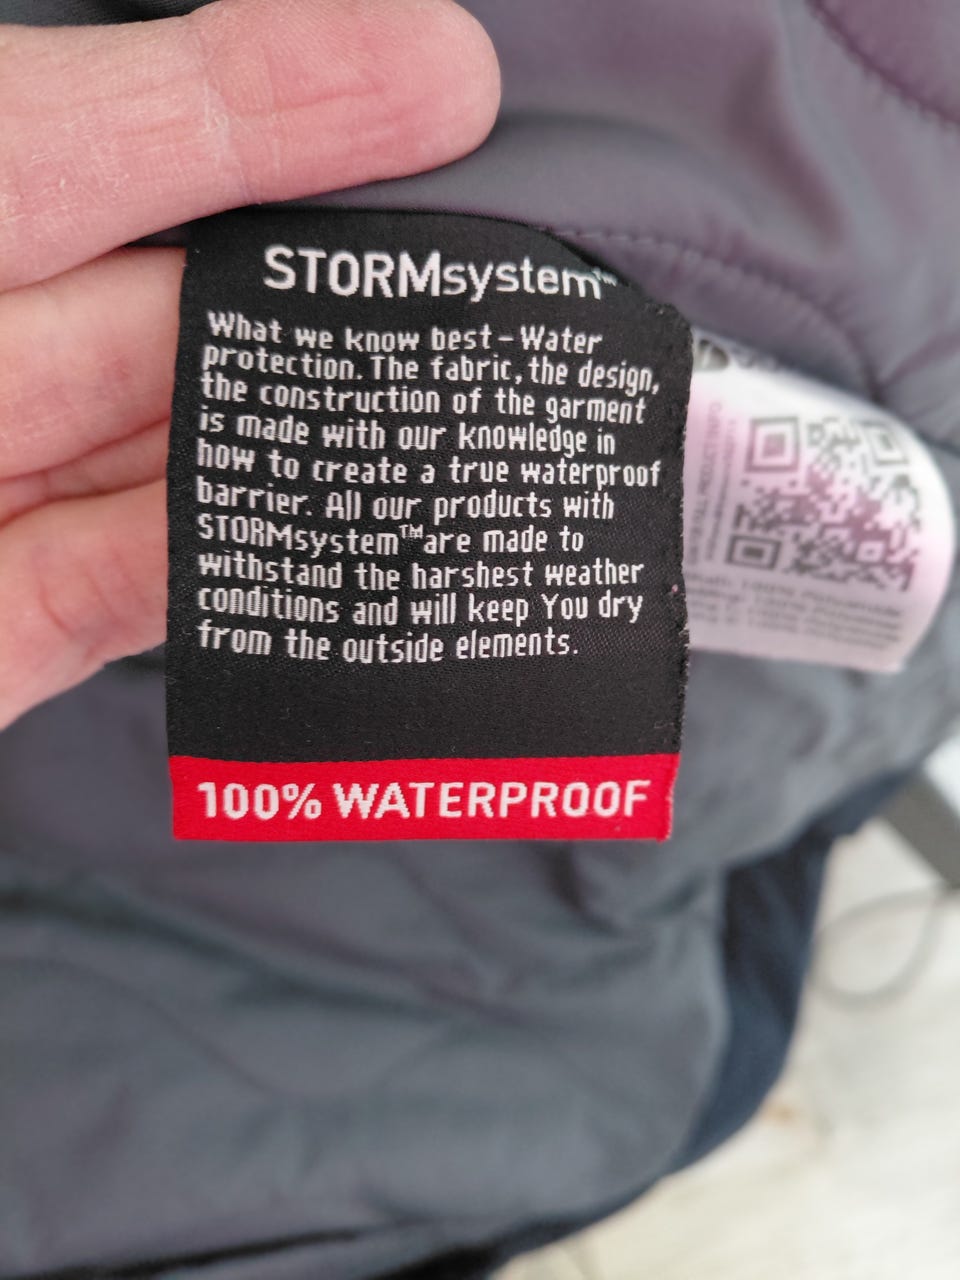 STORMsystem™
What we know best – Water
protection. The fabric, the design,
the construction of the garment
is made with our knowledge in
how to create a true waterproof
barrier. All our products with
STORMsystem™ are made to
withstand the harshest weather
conditions and will keep You dry
from the outside elements.
100% WATERPROOF